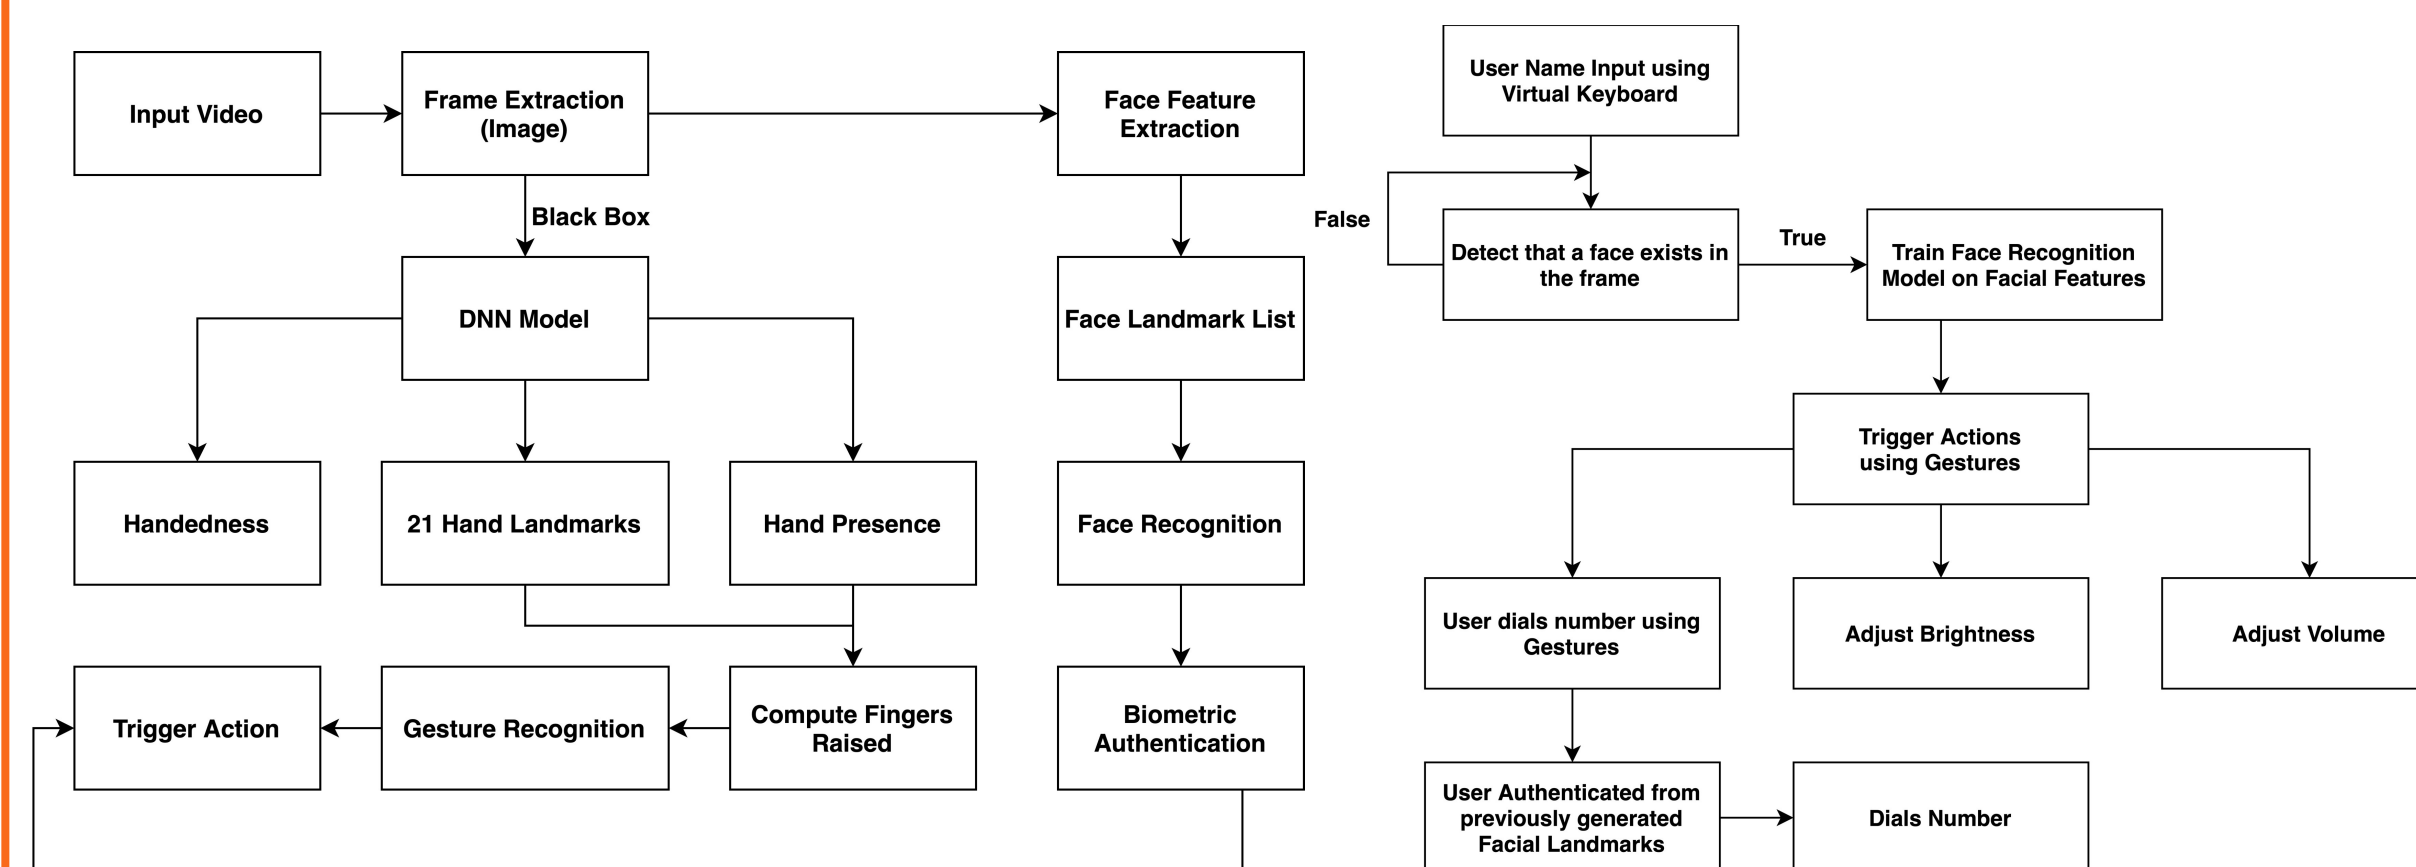 Input Video
Frame Extraction
(Image)
Face Feature
Extraction
Black Box
DNN Model
Face Landmark List
Handedness
21 Hand Landmarks
Hand Presence
Face Recognition
Trigger Action
Gesture Recognition
Compute Fingers
Raised
Biometric
Authentication
User Name Input using
Virtual Keyboard
False
Detect that a face exists in
the frame
True
Train Face Recognition
Model on Facial Features
Trigger Actions
using Gestures
User dials number using
Gestures
Adjust Brightness
Adjust Volume
User Authenticated from
previously generated
Facial Landmarks
Dials Number